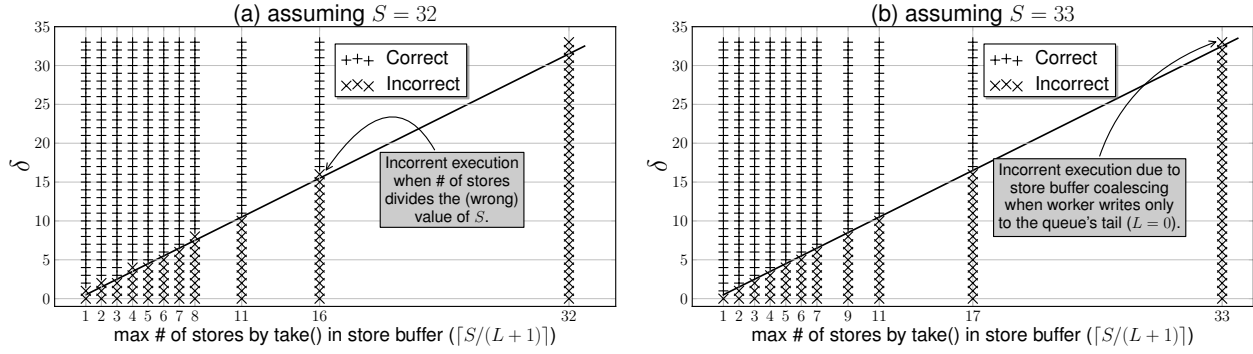 (a) assuming S = 32
35
30
25
20
15
10
5
0
δ
+++ Correct
××× Incorrect
Incorrent execution
when # of stores
divides the (wrong)
value of S.
1 2 3 4 5 6 7 8 11 16 32
max # of stores by take() in store buffer (⌈S/(L + 1)⌉)
(b) assuming S = 33
35
30
25
20
15
10
5
0
δ
+++ Correct
××× Incorrect
Incorrent execution due to
store buffer coalescing
when worker writes only
to the queue's tail (L = 0).
1 2 3 4 5 6 7 9 11 17 33
max # of stores by take() in store buffer (⌈S/(L + 1)⌉)